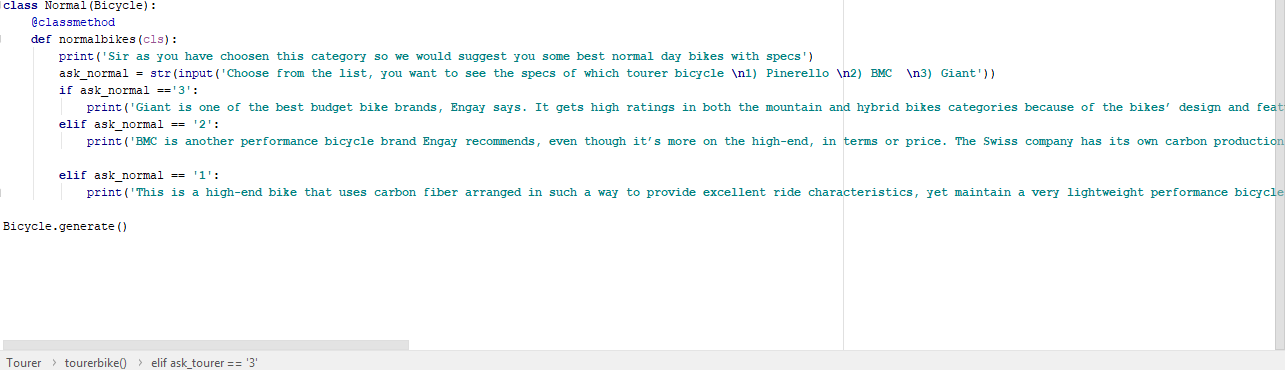 class Normal(Bicycle):
@classmethod
def normalbikes(cls):
print('Sir as you have choosen this category so we would suggest you some best normal day bikes with specs')
ask_normal = str(input('Choose from the list, you want to see the specs of which tourer bicycle \n1) Pinerello \n2) BMC  \n3) Giant'))
if ask_normal =='3':
print('Giant is one of the best budget bike brands, Engay says. It gets high ratings in both the mountain and hybrid bikes categories because of the bikes’ design and feat
elif ask_normal == '2':
print('BMC is another performance bicycle brand Engay recommends, even though it’s more on the high-end, in terms or price. The Swiss company has its own carbon production
elif ask_normal == '1':
print('This is a high-end bike that uses carbon fiber arranged in such a way to provide excellent ride characteristics, yet maintain a very lightweight performance bicycle
Bicycle.generate()
Tourer > tourerbike() > elif ask_tourer == '3'